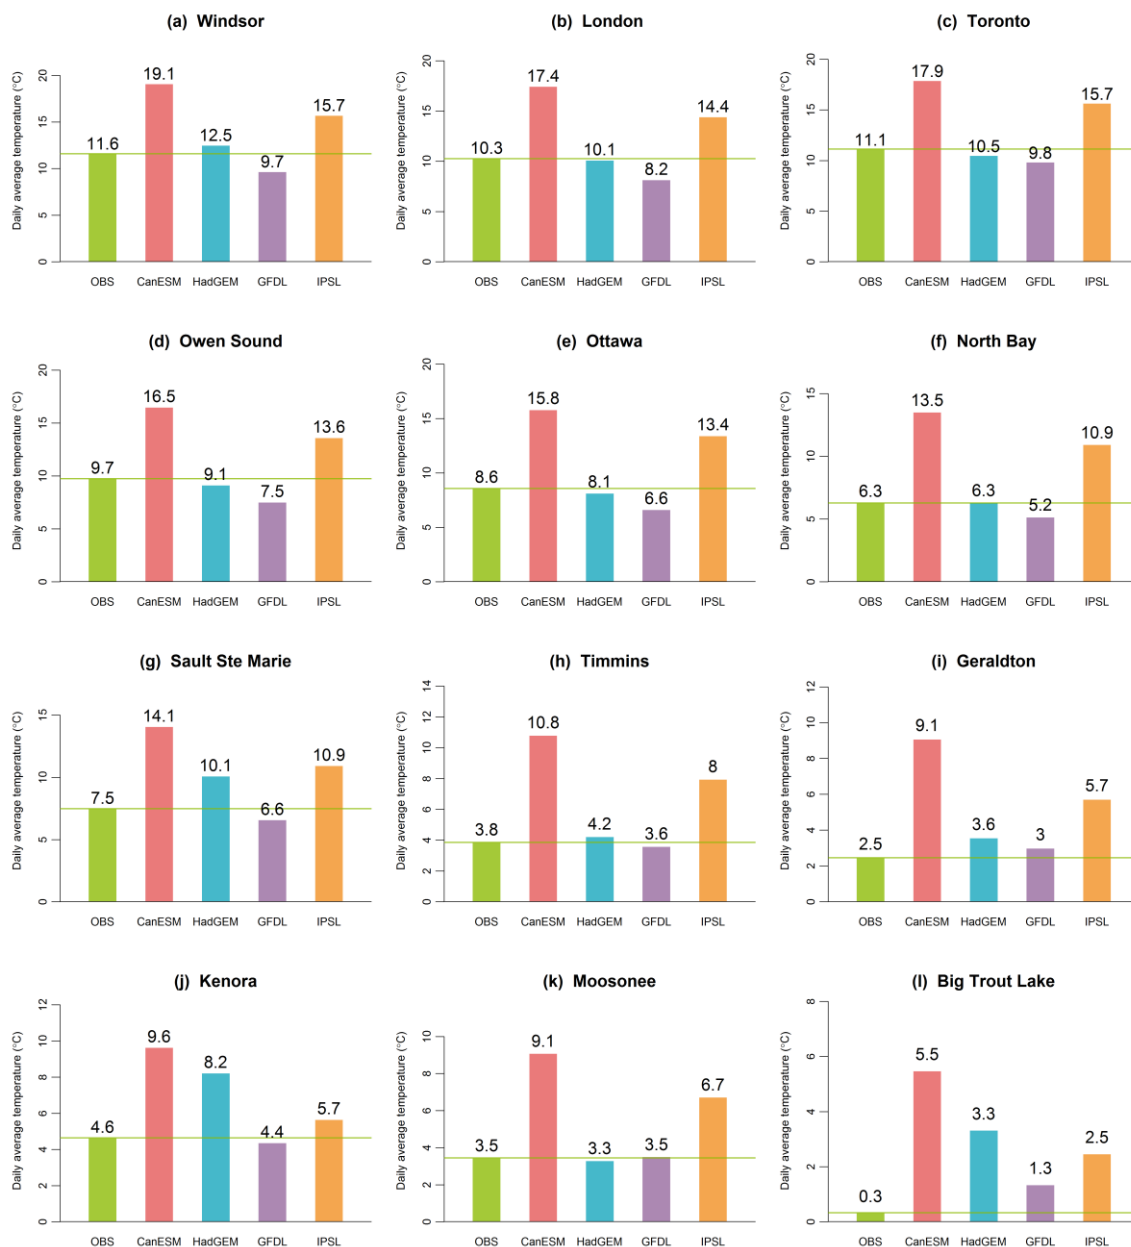 (a) Windsor
Daily average temperature (°C)
0 5 10 15 20
11.6 19.1 12.5 9.7 15.7
OBS CanESM HadGEM GFDL IPSL
(b) London
Daily average temperature (°C)
0 5 10 15 20
10.3 17.4 10.1 8.2 14.4
OBS CanESM HadGEM GFDL IPSL
(c) Toronto
Daily average temperature (°C)
0 5 10 15 20
11.1 17.9 10.5 9.8 15.7
OBS CanESM HadGEM GFDL IPSL
(d) Owen Sound
Daily average temperature (°C)
0 5 10 15 20
9.7 16.5 9.1 7.5 13.6
OBS CanESM HadGEM GFDL IPSL
(e) Ottawa
Daily average temperature (°C)
0 5 10 15 20
8.6 15.8 8.1 6.6 13.4
OBS CanESM HadGEM GFDL IPSL
(f) North Bay
Daily average temperature (°C)
0 5 10 15
6.3 13.5 6.3 5.2 10.9
OBS CanESM HadGEM GFDL IPSL
(g) Sault Ste Marie
Daily average temperature (°C)
0 5 10 15
7.5 14.1 10.1 6.6 10.9
OBS CanESM HadGEM GFDL IPSL
(h) Timmins
Daily average temperature (°C)
0 2 4 6 8 10 12 14
3.8 10.8 4.2 3.6 8
OBS CanESM HadGEM GFDL IPSL
(i) Geraldton
Daily average temperature (°C)
0 2 4 6 8 10 12
2.5 9.1 3.6 3 5.7
OBS CanESM HadGEM GFDL IPSL
(j) Kenora
Daily average temperature (°C)
0 2 4 6 8 10 12
4.6 9.6 8.2 4.4 5.7
OBS CanESM HadGEM GFDL IPSL
(k) Moosonee
Daily average temperature (°C)
0 2 4 6 8 10
3.5 9.1 3.3 3.5 6.7
OBS CanESM HadGEM GFDL IPSL
(l) Big Trout Lake
Daily average temperature (°C)
0 2 4 6 8
0.3 5.5 3.3 1.3 2.5
OBS CanESM HadGEM GFDL IPSL